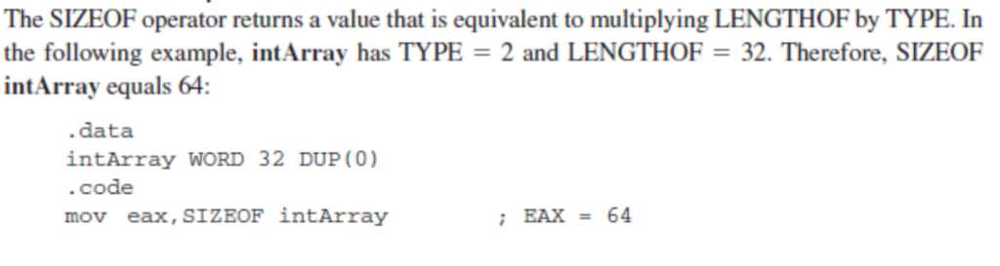 The SIZEOF operator returns a value that is equivalent to multiplying LENGTHOF by TYPE. In
the following example, intArray has TYPE = 2 and LENGTHOF = 32. Therefore, SIZEOF
intArray equals 64:
.data
intArray WORD 32 DUP(0)
.code
mov eax,SIZEOF intArray ; EAX = 64